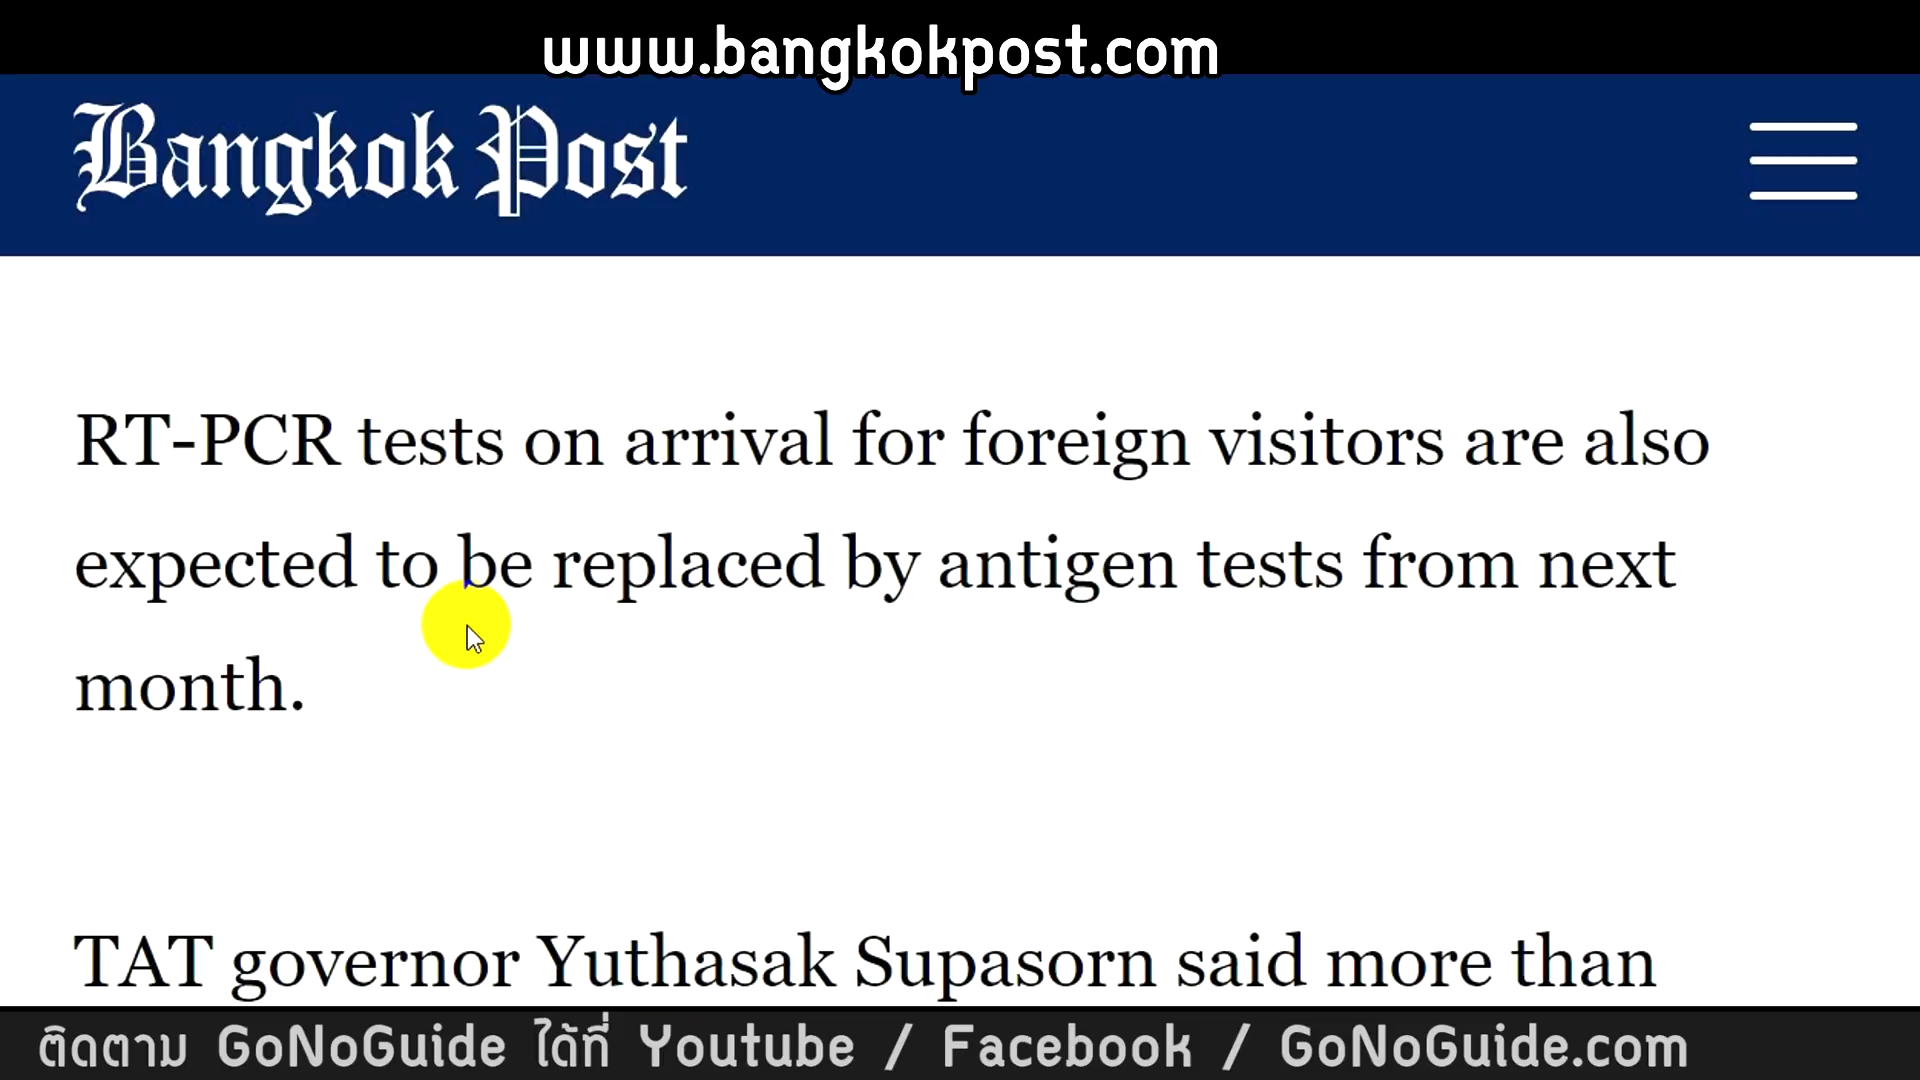 www.bangkokpost.com
Bangkok Post
RT-PCR tests on arrival for foreign visitors are also
expected to be replaced by antigen tests from next
month.
TAT governor Yuthasak Supasorn said more than
ติดตาม GoNoGuide ได้ที่ Youtube / Facebook / GoNoGuide.com